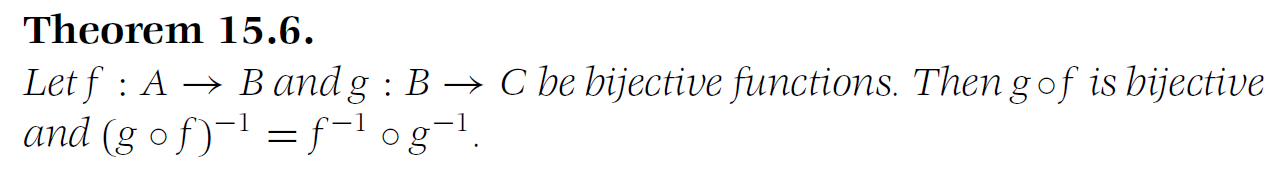 Theorem 15.6.
Let f : A → B and g : B → C be bijective functions. Then g ∘ f is bijective
and (g ∘ f)⁻¹ = f⁻¹ ∘ g⁻¹.